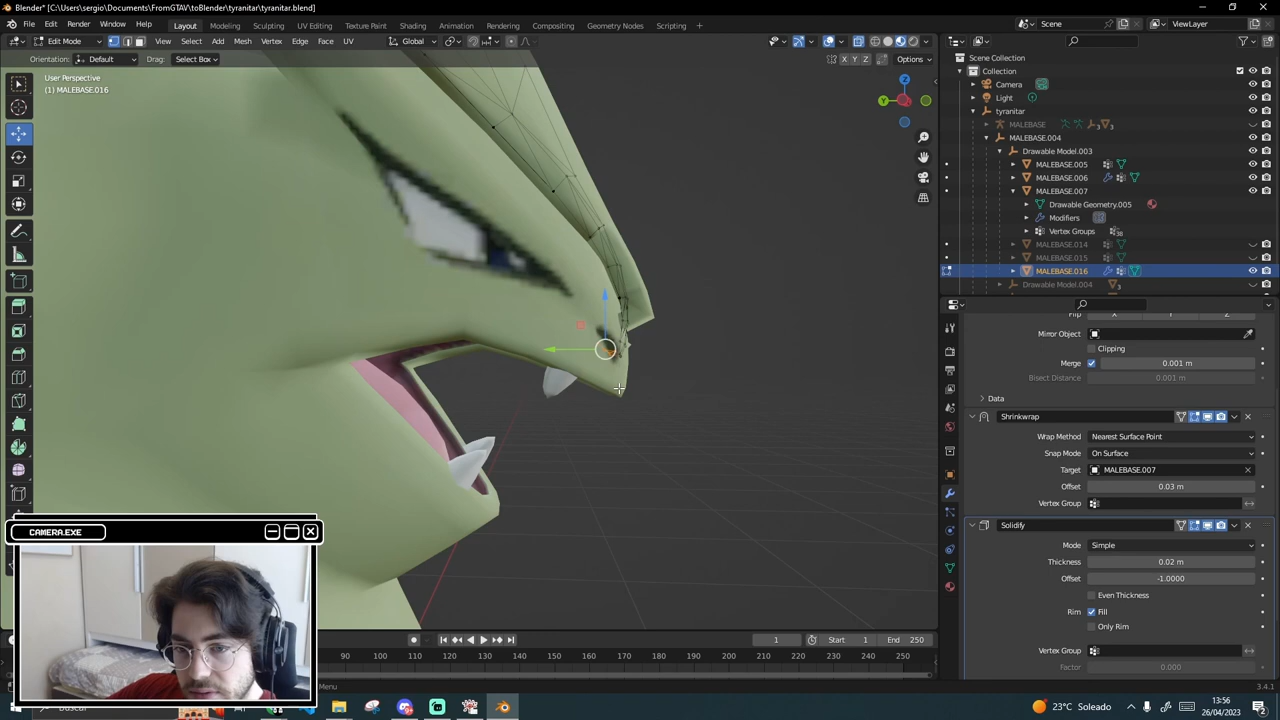 Blender* [C:\Users\sergio\Documents\FromGTAV\toBlender\tyranitar\tyranitar.blend]
File Edit Render Window Help Layout Modeling Sculpting UV Editing Texture Paint Shading Animation Rendering Compositing Geometry Nodes Scripting + Scene ViewLayer
Edit Mode View Select Add Mesh Vertex Edge Face UV Global
Orientation: Default Drag: Select Box X Y Z Options
User Perspective
(1) MALEBASE.016
Z
Y
Scene Collection
Collection
Camera
Light
tyranitar
MALEBASE
MALEBASE.004
Drawable Model.003
MALEBASE.005
MALEBASE.006
MALEBASE.007
Drawable Geometry.005
Modifiers
Vertex Groups
MALEBASE.014
MALEBASE.015
MALEBASE.016
Drawable Model.004
Flip X Y Z
Mirror Object
Clipping
Merge 0.001 m
Bisect Distance 0.001 m
Data
Shrinkwrap
Wrap Method Nearest Surface Point
Snap Mode On Surface
Target MALEBASE.007
Offset 0.03 m
Vertex Group
Solidify
Mode Simple
Thickness 0.02 m
Offset -1.0000
Even Thickness
Rim Fill
Only Rim
Vertex Group
Factor 0.000
CAMERA.EXE
1 Start 1 End 250
90 100 110 120 130 140 150 160 170 180 190 200 210 220 230 240 250
Menu
3.4.1
Buscar
23°C Soleado
13:56
26/04/2023